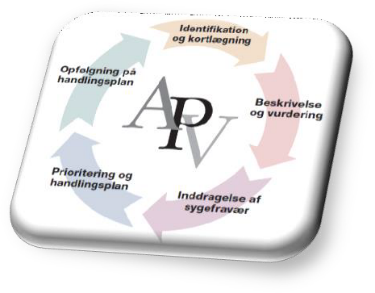 Identifikation
og kortlægning
Beskrivelse
og vurdering
Inddragelse af
sygefravær
Prioritering og
handlingsplan
Opfølgning på
handlingsplan
APV